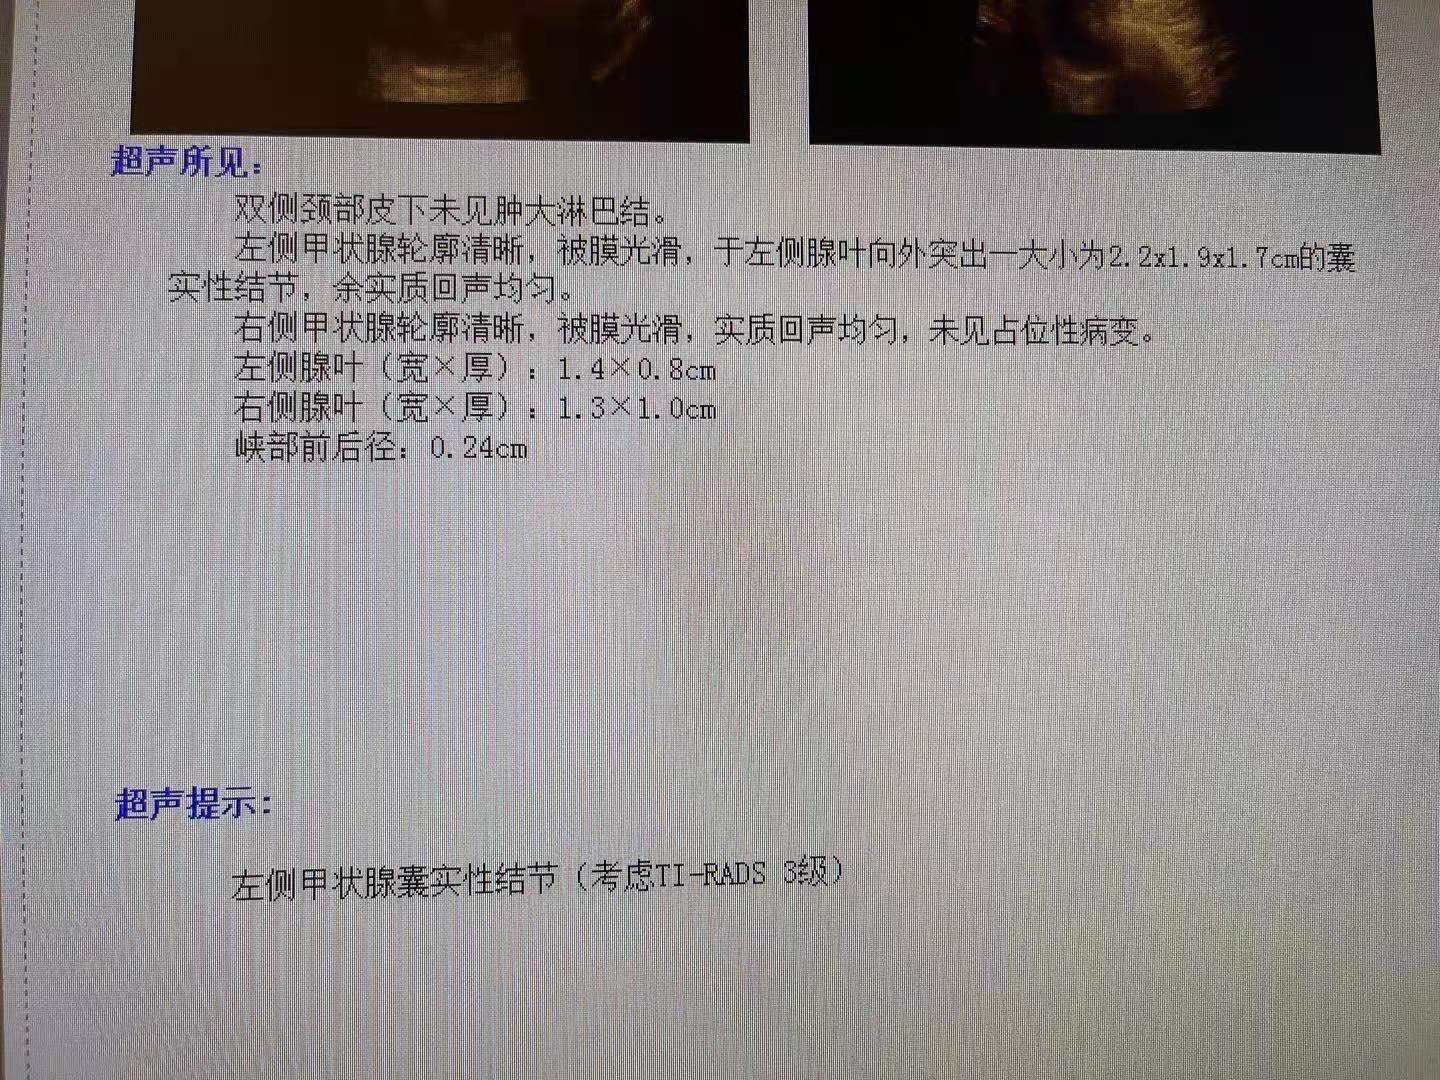 超声所见：
双侧颈部皮下未见肿大淋巴结。
左侧甲状腺轮廓清晰，被膜光滑，于左侧腺叶向外突出一大小为2.2x1.9x1.7cm的囊
实性结节，余实质回声均匀。
右侧甲状腺轮廓清晰，被膜光滑，实质回声均匀，未见占位性病变。
左侧腺叶（宽×厚）：1.4×0.8cm
右侧腺叶（宽×厚）：1.3×1.0cm
峡部前后径：0.24cm
超声提示：
左侧甲状腺囊实性结节（考虑TI-RADS 3级）